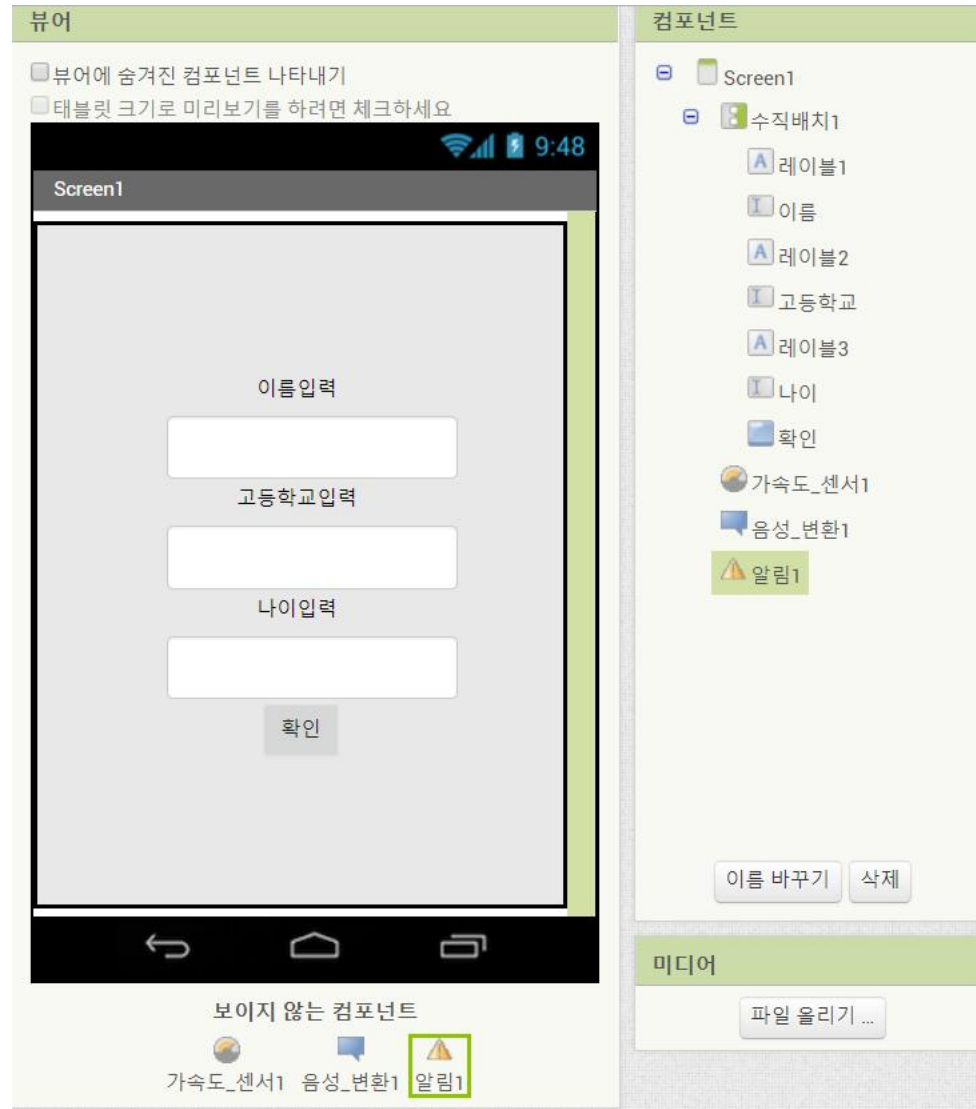 뷰어
뷰어에 숨겨진 컴포넌트 나타내기
태블릿 크기로 미리보기를 하려면 체크하세요
9:48
Screen1
이름입력
고등학교입력
나이입력
확인
보이지 않는 컴포넌트
가속도_센서1 음성_변환1 알림1
컴포넌트
Screen1
수직배치1
레이블1
이름
레이블2
고등학교
레이블3
나이
확인
가속도_센서1
음성_변환1
알림1
이름 바꾸기 삭제
미디어
파일 올리기 ...